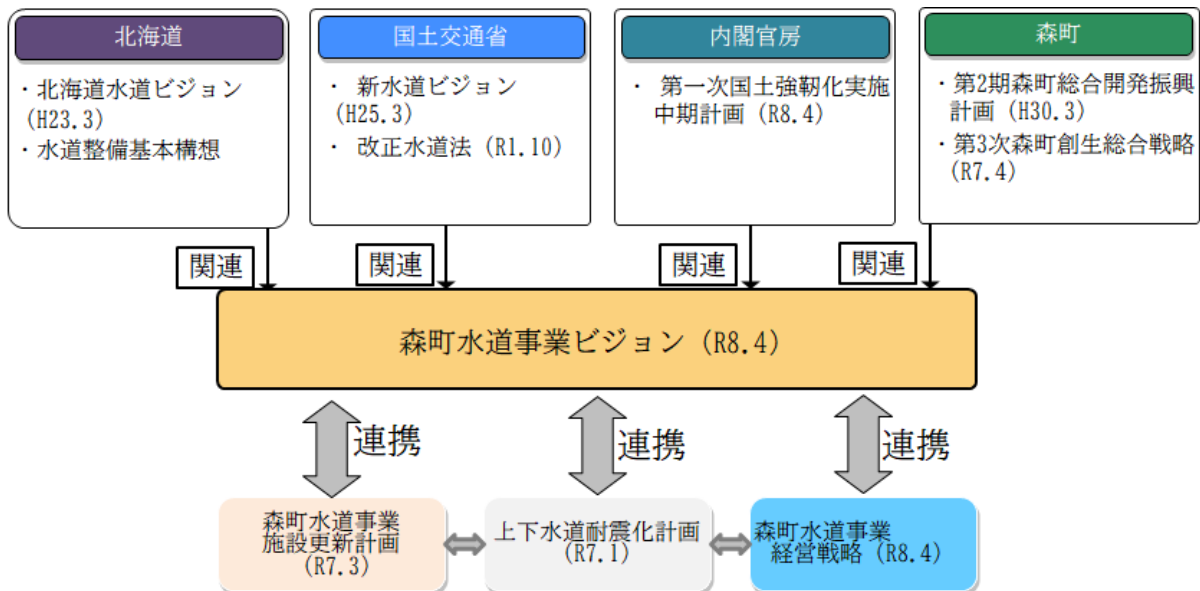 北海道
・北海道水道ビジョン
(H23.3)
・水道整備基本構想
国土交通省
・ 新水道ビジョン
(H25.3)
・ 改正水道法 (R1.10)
内閣官房
・ 第一次国土強靭化実施
中期計画 (R8.4)
森町
・第2期森町総合開発振興
計画 (H30.3)
・第3次森町創生総合戦略
(R7.4)
関連
関連
関連
関連
森町水道事業ビジョン (R8.4)
連携
連携
連携
森町水道事業
施設更新計画
(R7.3)
上下水道耐震化計画
(R7.1)
森町水道事業
経営戦略 (R8.4)